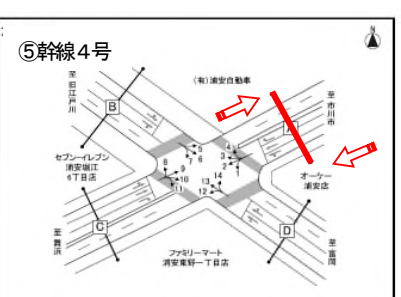 ⑤幹線4号
N
(有)浦安自動車
至旧江戸川
至市川市
B
A
セブン-イレブン
浦安堀江
6丁目店
オーケー
浦安店
5
6
7
8
9
10
11
4
3
2
1
14
13
12
C
D
至舞浜
至富岡
ファミリーマート
浦安東野一丁目店